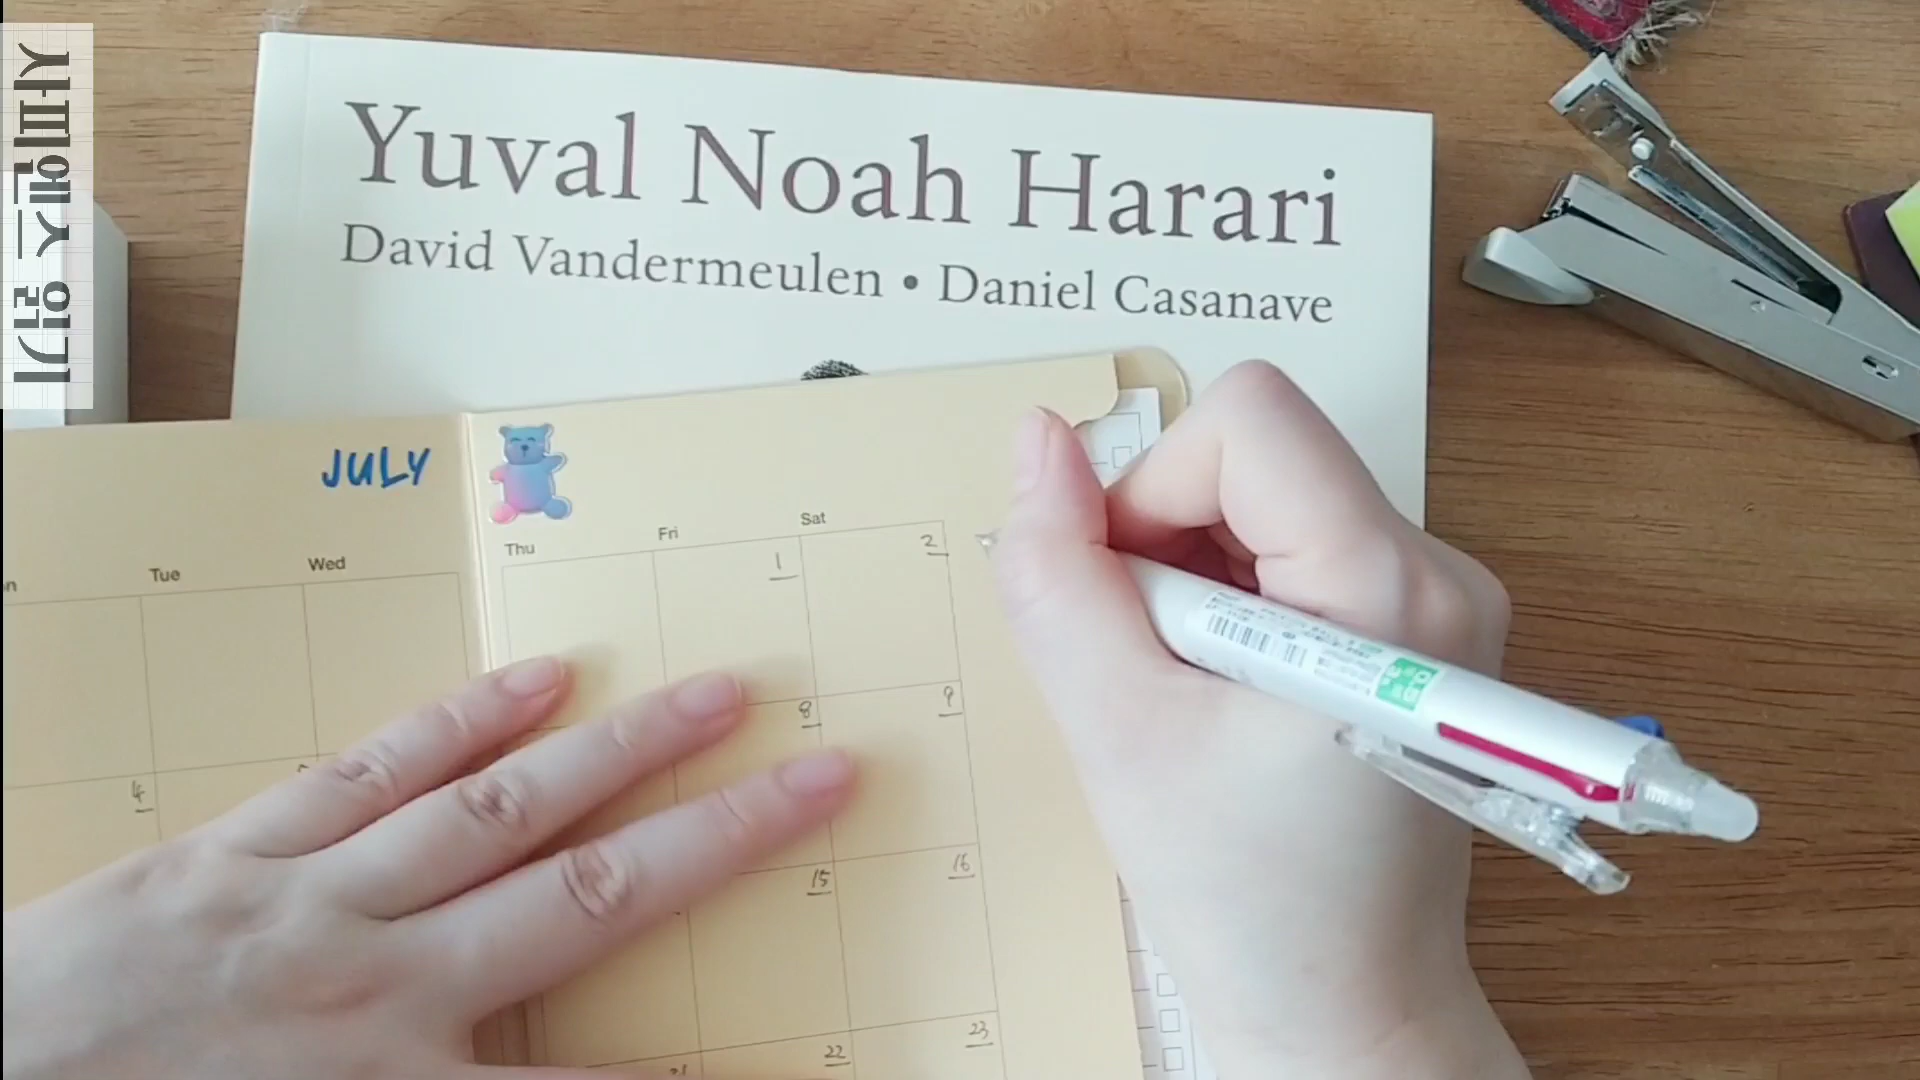 사피엔스 읽기
Yuval Noah Harari
David Vandermeulen • Daniel Casanave
JULY
Tue
Wed
Thu
Fri
Sat
1
2
4
8
9
15
16
22
23